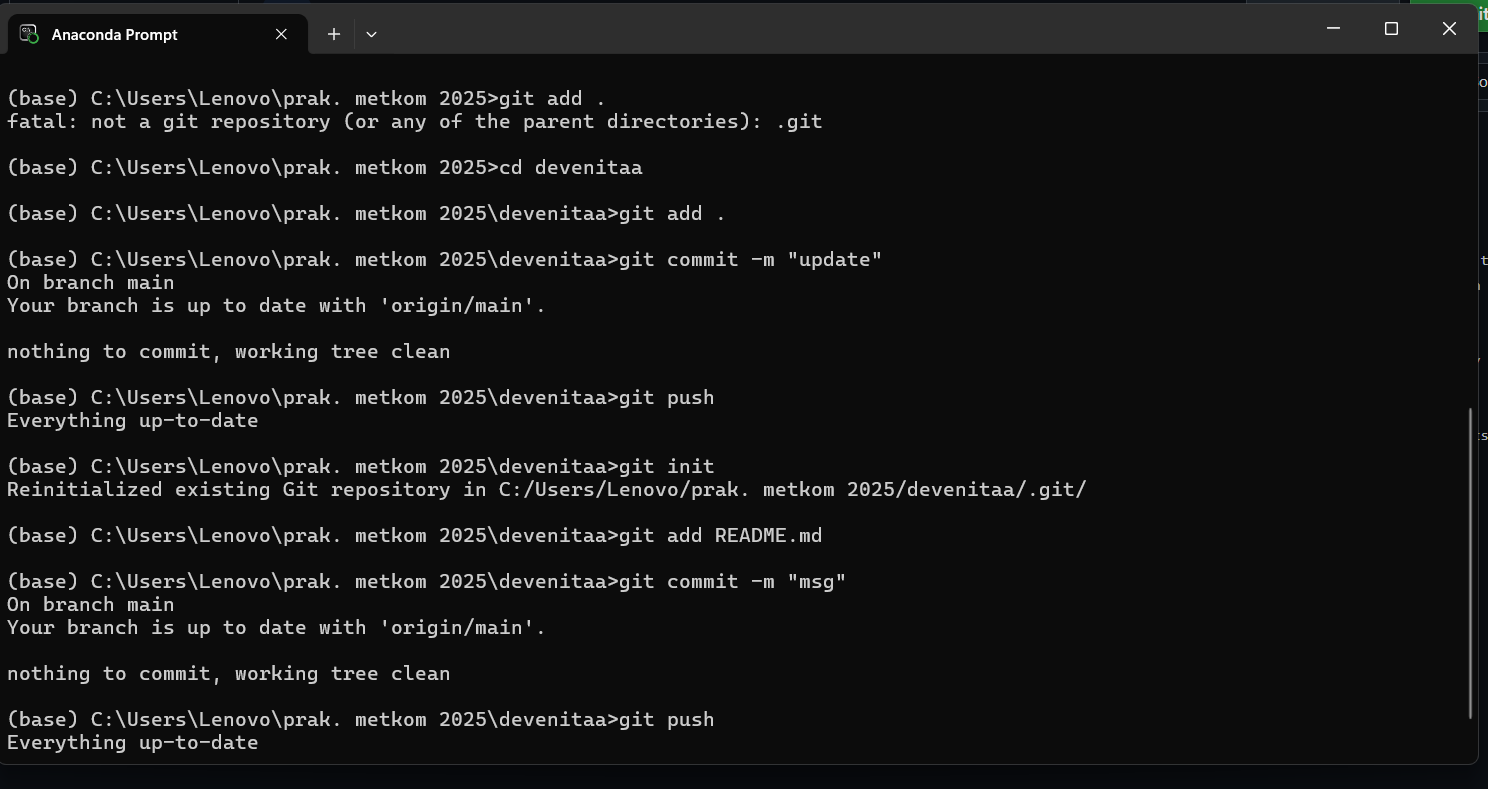 Anaconda Prompt
(base) C:\Users\Lenovo\prak. metkom 2025>git add .
fatal: not a git repository (or any of the parent directories): .git
(base) C:\Users\Lenovo\prak. metkom 2025>cd devenitaa
(base) C:\Users\Lenovo\prak. metkom 2025\devenitaa>git add .
(base) C:\Users\Lenovo\prak. metkom 2025\devenitaa>git commit -m "update"
On branch main
Your branch is up to date with 'origin/main'.
nothing to commit, working tree clean
(base) C:\Users\Lenovo\prak. metkom 2025\devenitaa>git push
Everything up-to-date
(base) C:\Users\Lenovo\prak. metkom 2025\devenitaa>git init
Reinitialized existing Git repository in C:/Users/Lenovo/prak. metkom 2025/devenitaa/.git/
(base) C:\Users\Lenovo\prak. metkom 2025\devenitaa>git add README.md
(base) C:\Users\Lenovo\prak. metkom 2025\devenitaa>git commit -m "msg"
On branch main
Your branch is up to date with 'origin/main'.
nothing to commit, working tree clean
(base) C:\Users\Lenovo\prak. metkom 2025\devenitaa>git push
Everything up-to-date